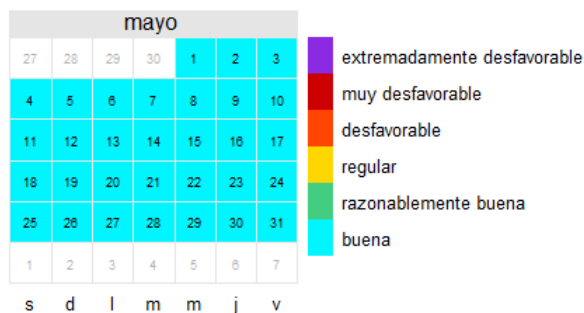 mayo
27 28 29 30 1 2 3
4 5 6 7 8 9 10
11 12 13 14 15 16 17
18 19 20 21 22 23 24
25 26 27 28 29 30 31
1 2 3 4 5 6 7
s d l m m j v
extremadamente desfavorable
muy desfavorable
desfavorable
regular
razonablemente buena
buena